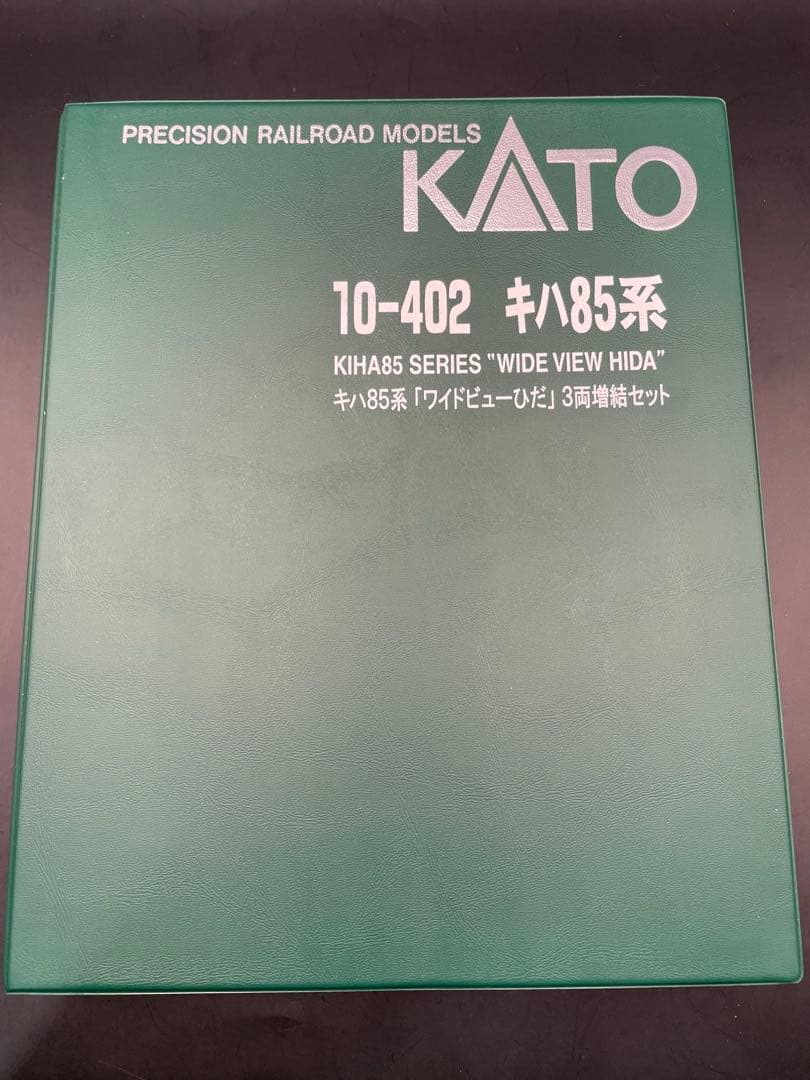 PRECISION RAILROAD MODELS
KATO
10-402 キハ85系
KIHA85 SERIES "WIDE VIEW HIDA"
キハ85系「ワイドビューひだ」3両増結セット